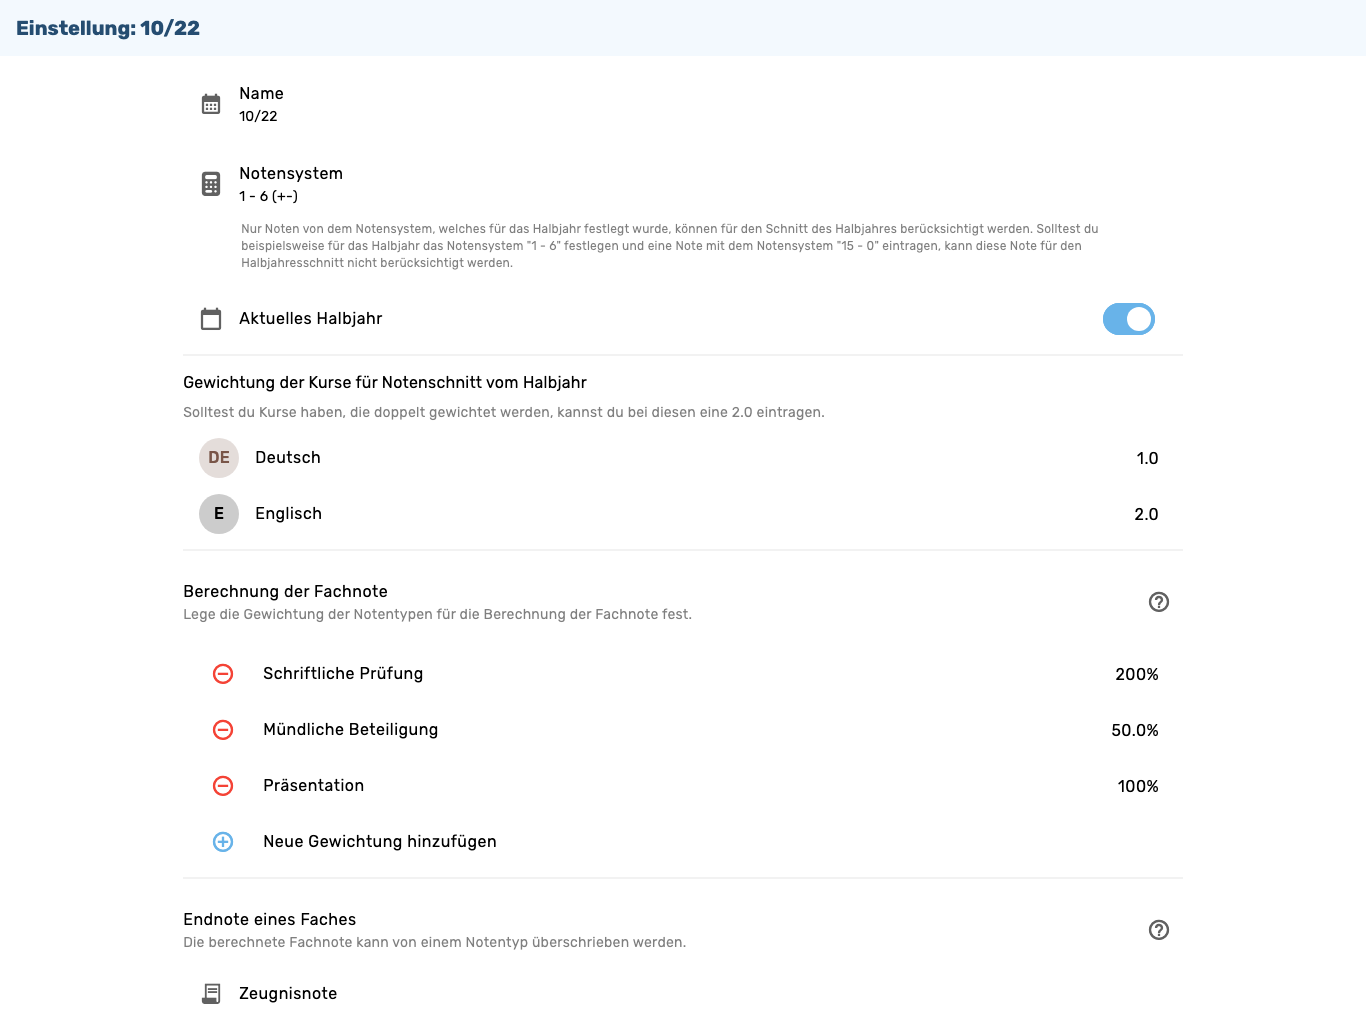 Einstellung: 10/22
Name
10/22
Notensystem
1 - 6 (+-)
Nur Noten von dem Notensystem, welches für das Halbjahr festlegt wurde, können für den Schnitt des Halbjahres berücksichtigt werden. Solltest du
beispielsweise für das Halbjahr das Notensystem "1 - 6" festlegen und eine Note mit dem Notensystem "15 - 0" eintragen, kann diese Note für den
Halbjahresschnitt nicht berücksichtigt werden.
Aktuelles Halbjahr
Gewichtung der Kurse für Notenschnitt vom Halbjahr
Solltest du Kurse haben, die doppelt gewichtet werden, kannst du bei diesen eine 2.0 eintragen.
DE Deutsch 1.0
E Englisch 2.0
Berechnung der Fachnote
Lege die Gewichtung der Notentypen für die Berechnung der Fachnote fest.
Schriftliche Prüfung 200%
Mündliche Beteiligung 50.0%
Präsentation 100%
Neue Gewichtung hinzufügen
Endnote eines Faches
Die berechnete Fachnote kann von einem Notentyp überschrieben werden.
Zeugnisnote